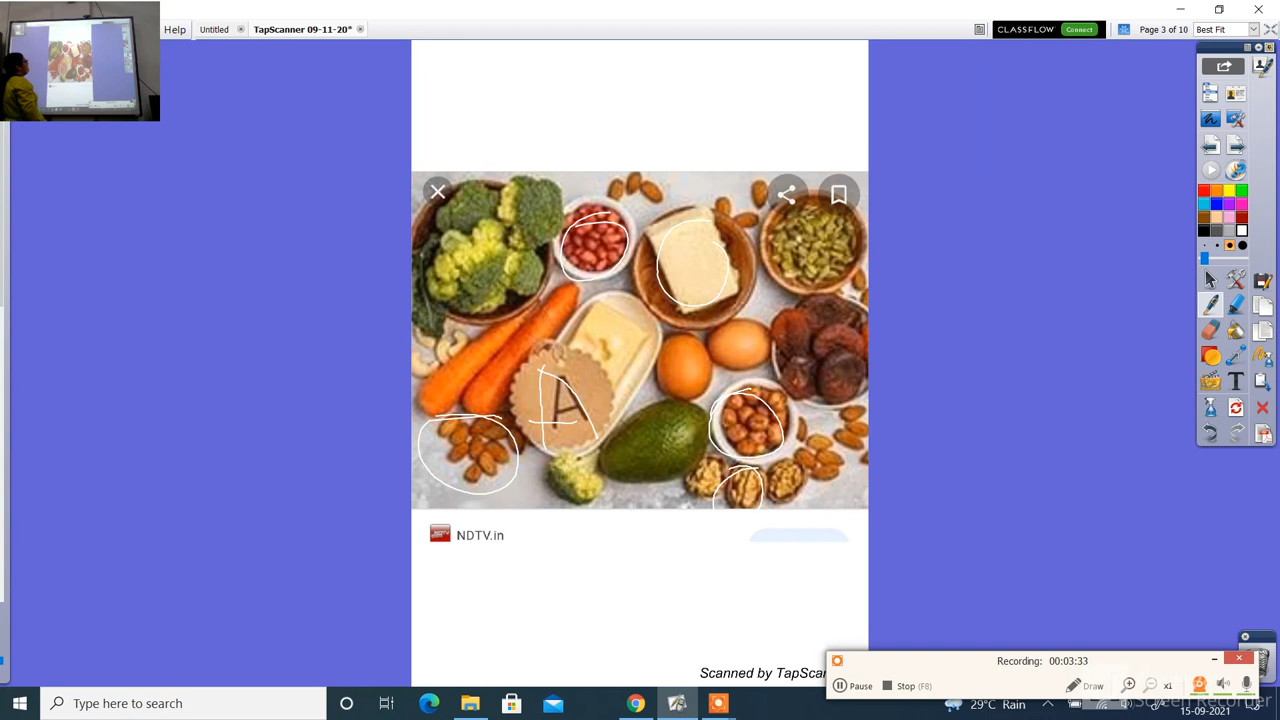 Help
Untitled
TapScanner 09-11-20*
CLASSFLOW
Connect
Page 3 of 10
Best Fit
A
A
NDTV.in
Scanned by TapScan
Recording: 00:03:33
Pause
Stop (F8)
x1
Draw
Type here to search
29°C Rain
15-09-2021